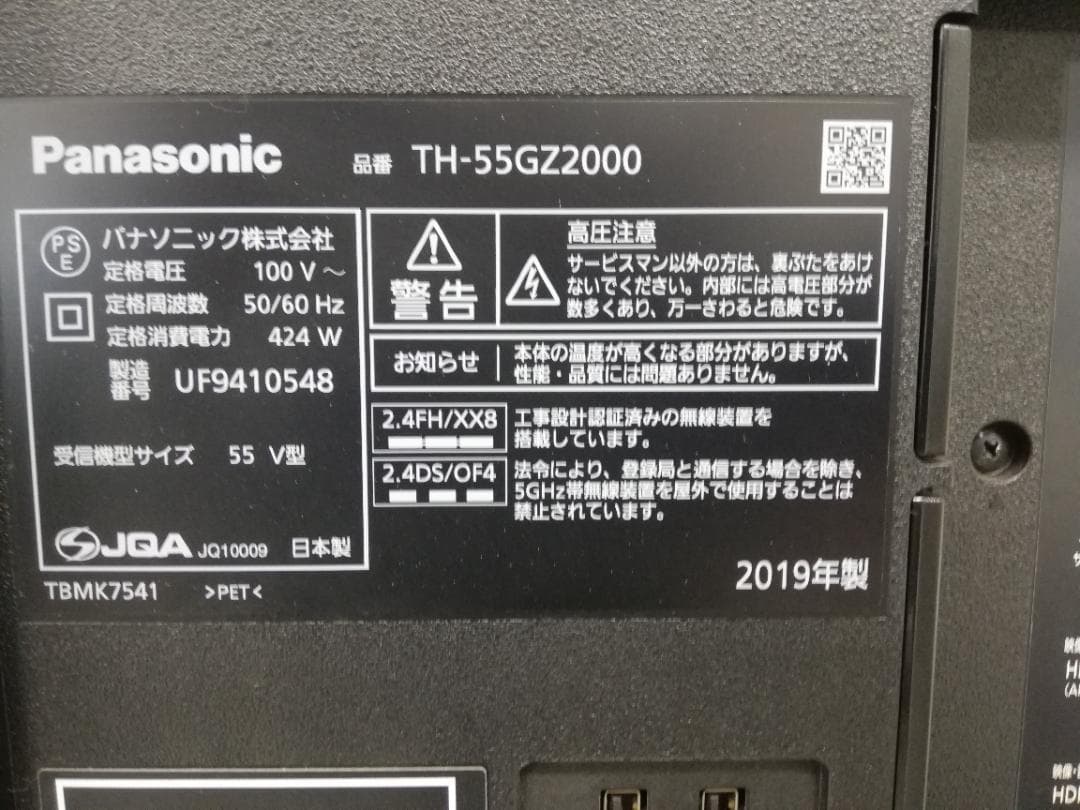 Panasonic 品番 TH-55GZ2000
PS
E
パナソニック株式会社
定格電圧 100 V ～
定格周波数 50/60 Hz
定格消費電力 424 W
製造
番号 UF9410548
受信機型サイズ 55 V型
JQA JQ10009 日本製
警告
高圧注意
サービスマン以外の方は、裏ぶたをあけ
ないでください。内部には高電圧部分が
数多くあり、万一さわると危険です。
お知らせ
本体の温度が高くなる部分がありますが、
性能・品質には問題ありません。
2.4FH/XX8
2.4DS/OF4
工事設計認証済みの無線装置を
搭載しています。
法令により、登録局と通信する場合を除き、
5GHz帯無線装置を屋外で使用することは
禁止されています。
TBMK7541 >PET<
2019年製